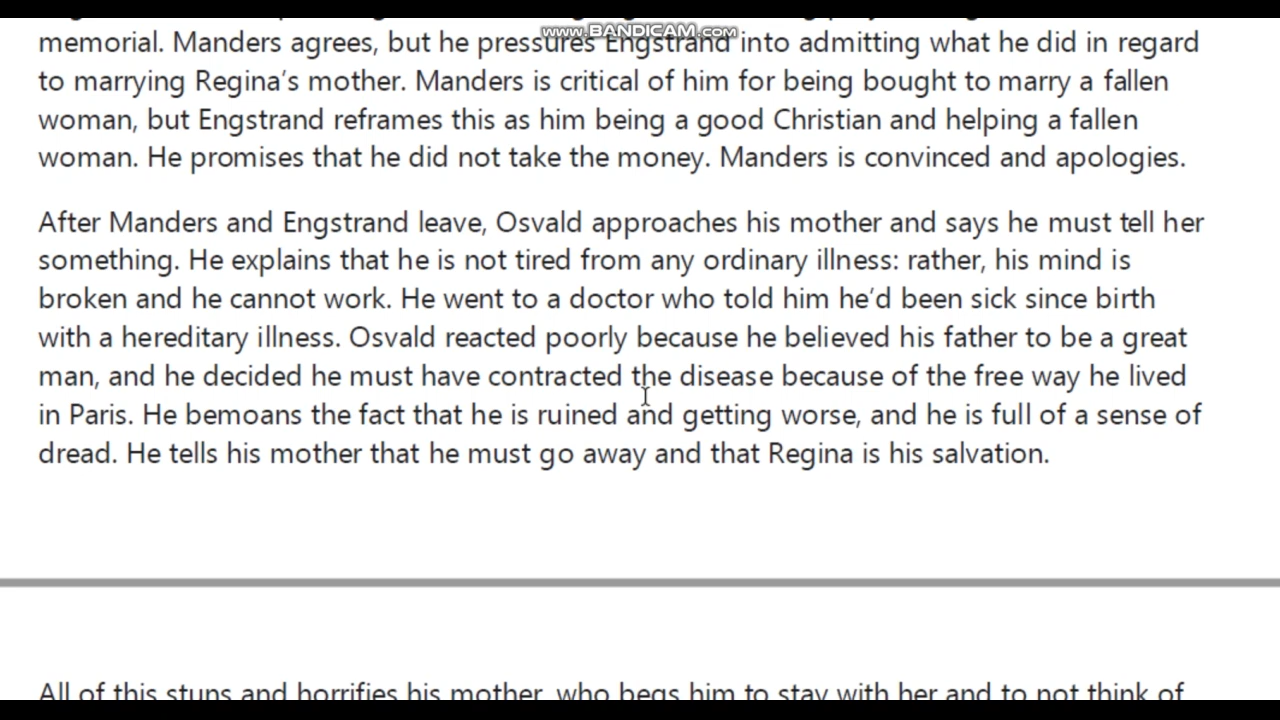 www.BANDICAM.com
memorial. Manders agrees, but he pressures Engstrand into admitting what he did in regard
to marrying Regina’s mother. Manders is critical of him for being bought to marry a fallen
woman, but Engstrand reframes this as him being a good Christian and helping a fallen
woman. He promises that he did not take the money. Manders is convinced and apologies.
After Manders and Engstrand leave, Osvald approaches his mother and says he must tell her
something. He explains that he is not tired from any ordinary illness: rather, his mind is
broken and he cannot work. He went to a doctor who told him he’d been sick since birth
with a hereditary illness. Osvald reacted poorly because he believed his father to be a great
man, and he decided he must have contracted the disease because of the free way he lived
in Paris. He bemoans the fact that he is ruined and getting worse, and he is full of a sense of
dread. He tells his mother that he must go away and that Regina is his salvation.
All of this stuns and horrifies his mother, who begs him to stay with her and to not think of